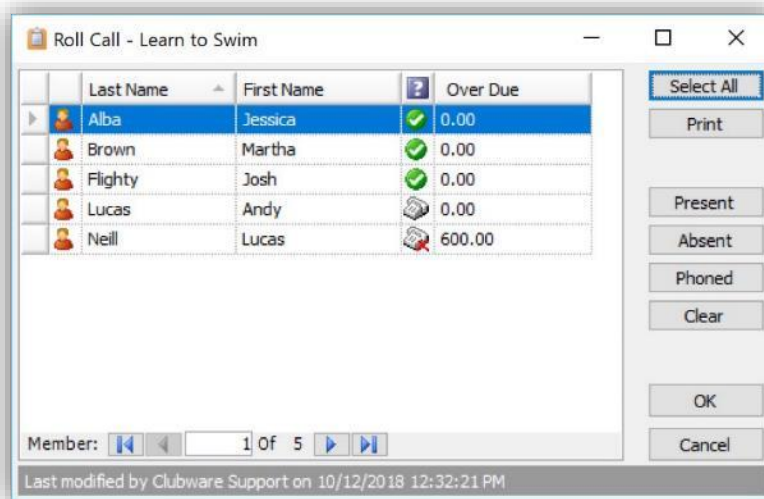 Roll Call - Learn to Swim
Last Name First Name ? Over Due
Alba Jessica 0.00
Brown Martha 0.00
Flighty Josh 0.00
Lucas Andy 0.00
Neill Lucas 600.00
Select All
Print
Present
Absent
Phoned
Clear
OK
Cancel
Member: 1 Of 5
Last modified by Clubware Support on 10/12/2018 12:32:21 PM